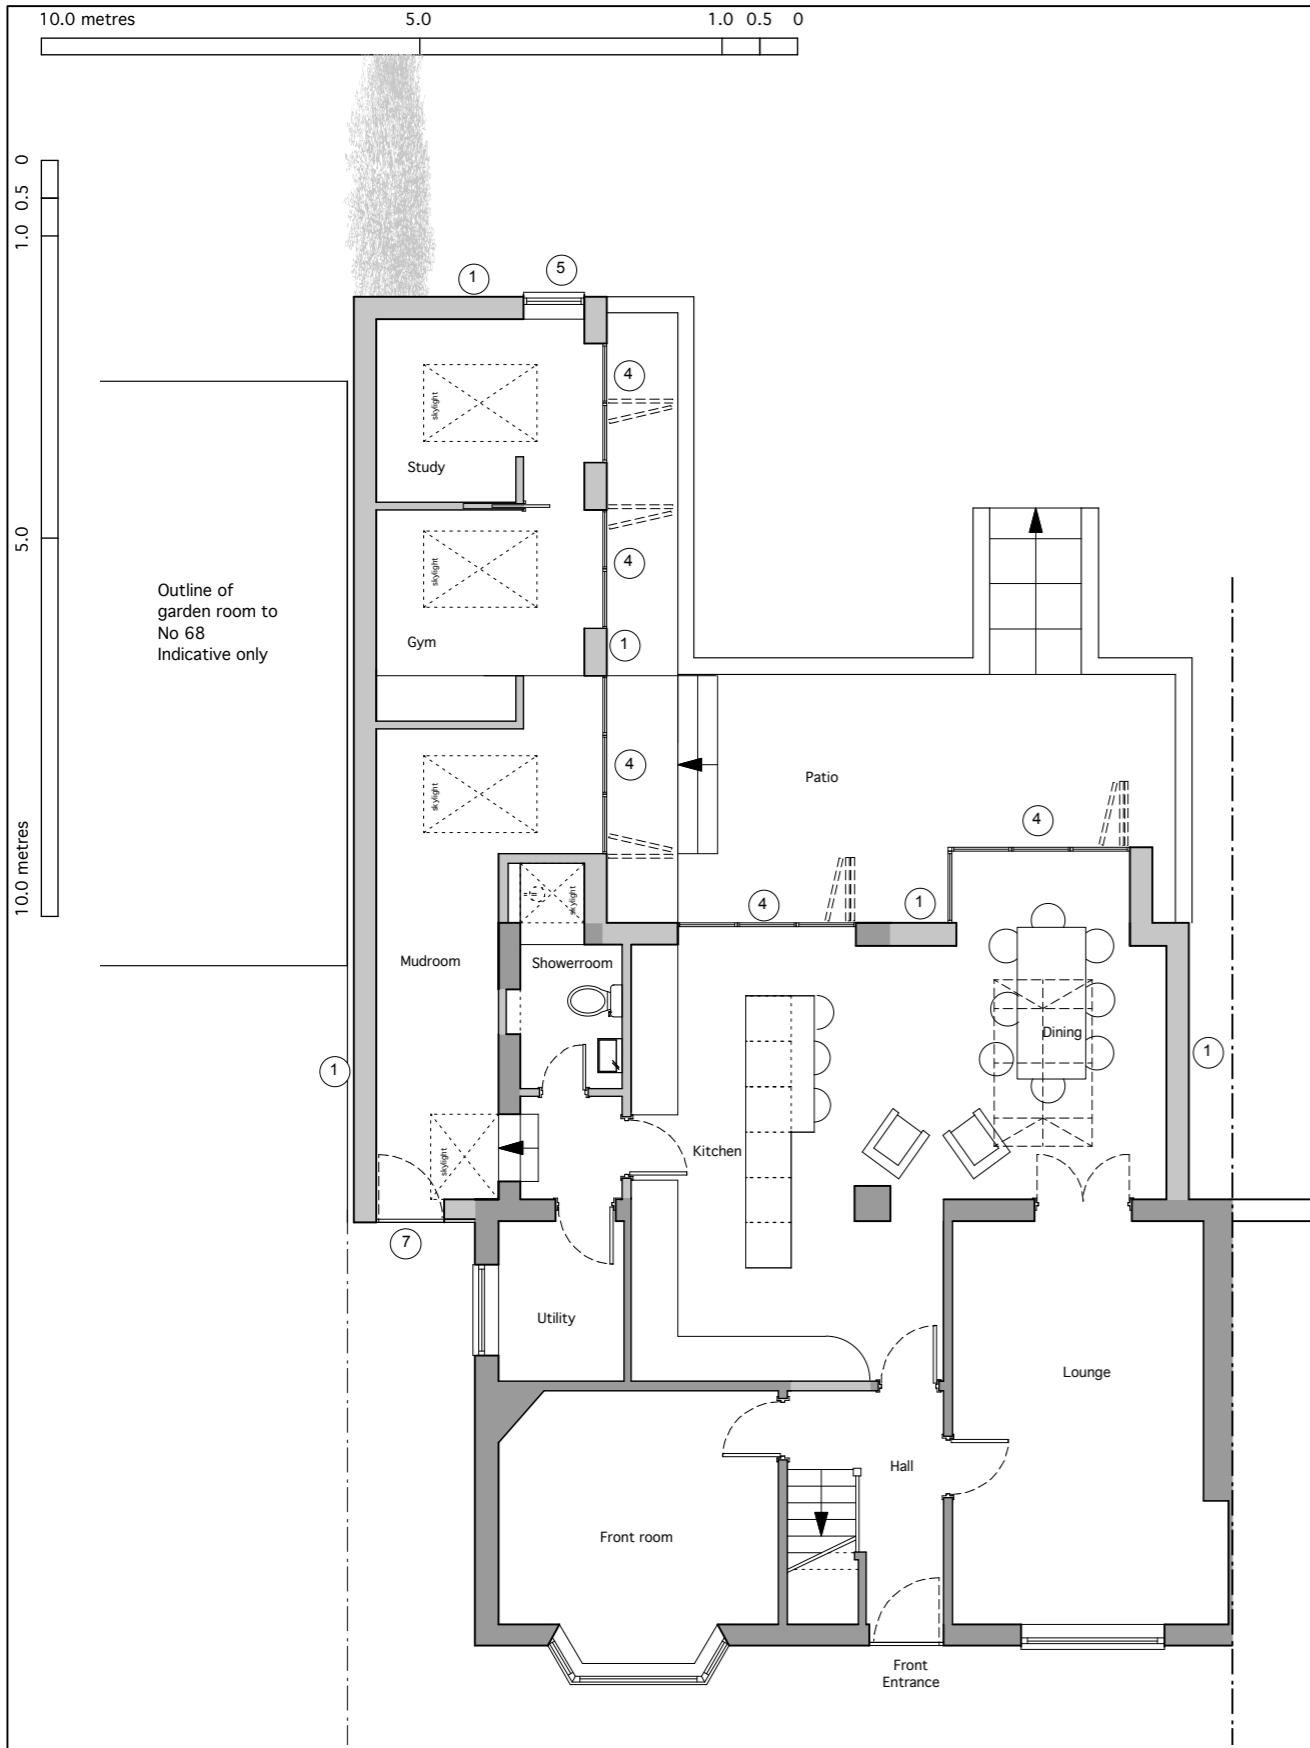 10.0 metres 5.0 1.0 0.5 0
0
0.5
1.0
5.0
10.0 metres
1
5
4
skylight
Study
skylight
4
Gym
1
Outline of
garden room to
No 68
Indicative only
skylight
4
Patio
4
4
1
skylight
Mudroom
Showerroom
Dining
1
1
skylight
Kitchen
7
Utility
Lounge
Hall
Front room
Front
Entrance